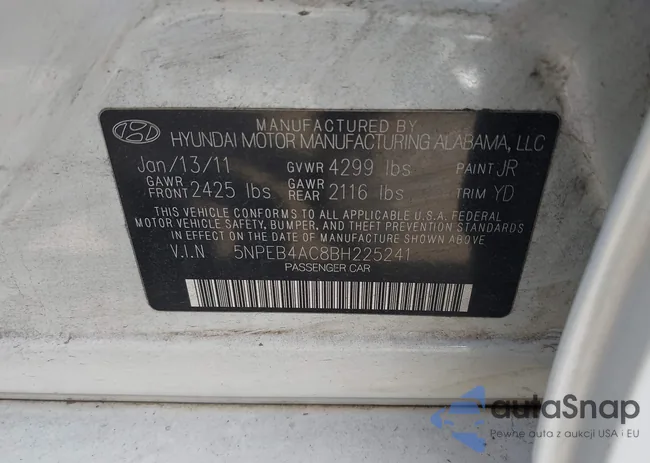 MANUFACTURED BY
HYUNDAI MOTOR MANUFACTURING ALABAMA, LLC
Jan/13/11 GVWR 4299 lbs PAINT JR
GAWR FRONT 2425 lbs GAWR REAR 2116 lbs TRIM YD
THIS VEHICLE CONFORMS TO ALL APPLICABLE U.S.A. FEDERAL
MOTOR VEHICLE SAFETY, BUMPER, AND THEFT PREVENTION STANDARDS
IN EFFECT ON THE DATE OF MANUFACTURE SHOWN ABOVE.
V.I.N 5NPEB4AC8BH225241
PASSENGER CAR
autaSnap
Pewne auta z aukcji USA i EU